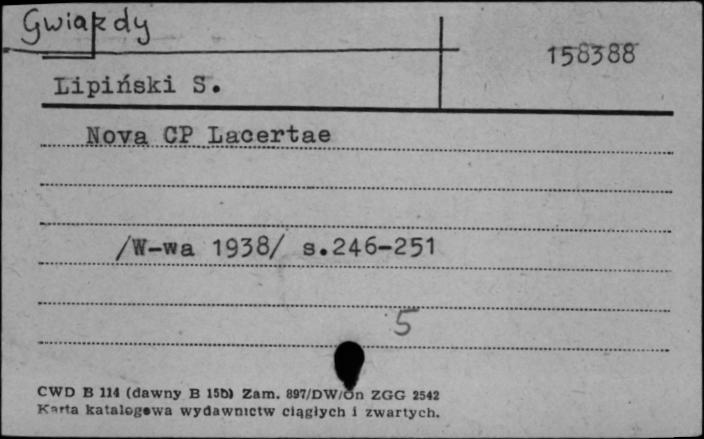 Gwiazdy
158388
Lipiński S.
Nova CP Lacertae
/W-wa 1938/ s.246-251
5
CWD B 114 (dawny B 15b) Zam. 897/DW/On ZGG 2542
Karta katalogowa wydawnictw ciągłych i zwartych.